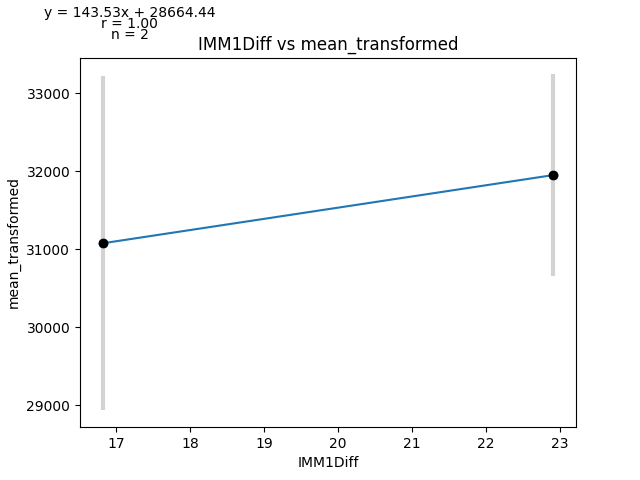 y = 143.53x + 28664.44
r = 1.00
n = 2
IMM1Diff vs mean_transformed
33000
32000
31000
30000
29000
mean_transformed
17 18 19 20 21 22 23
IMM1Diff